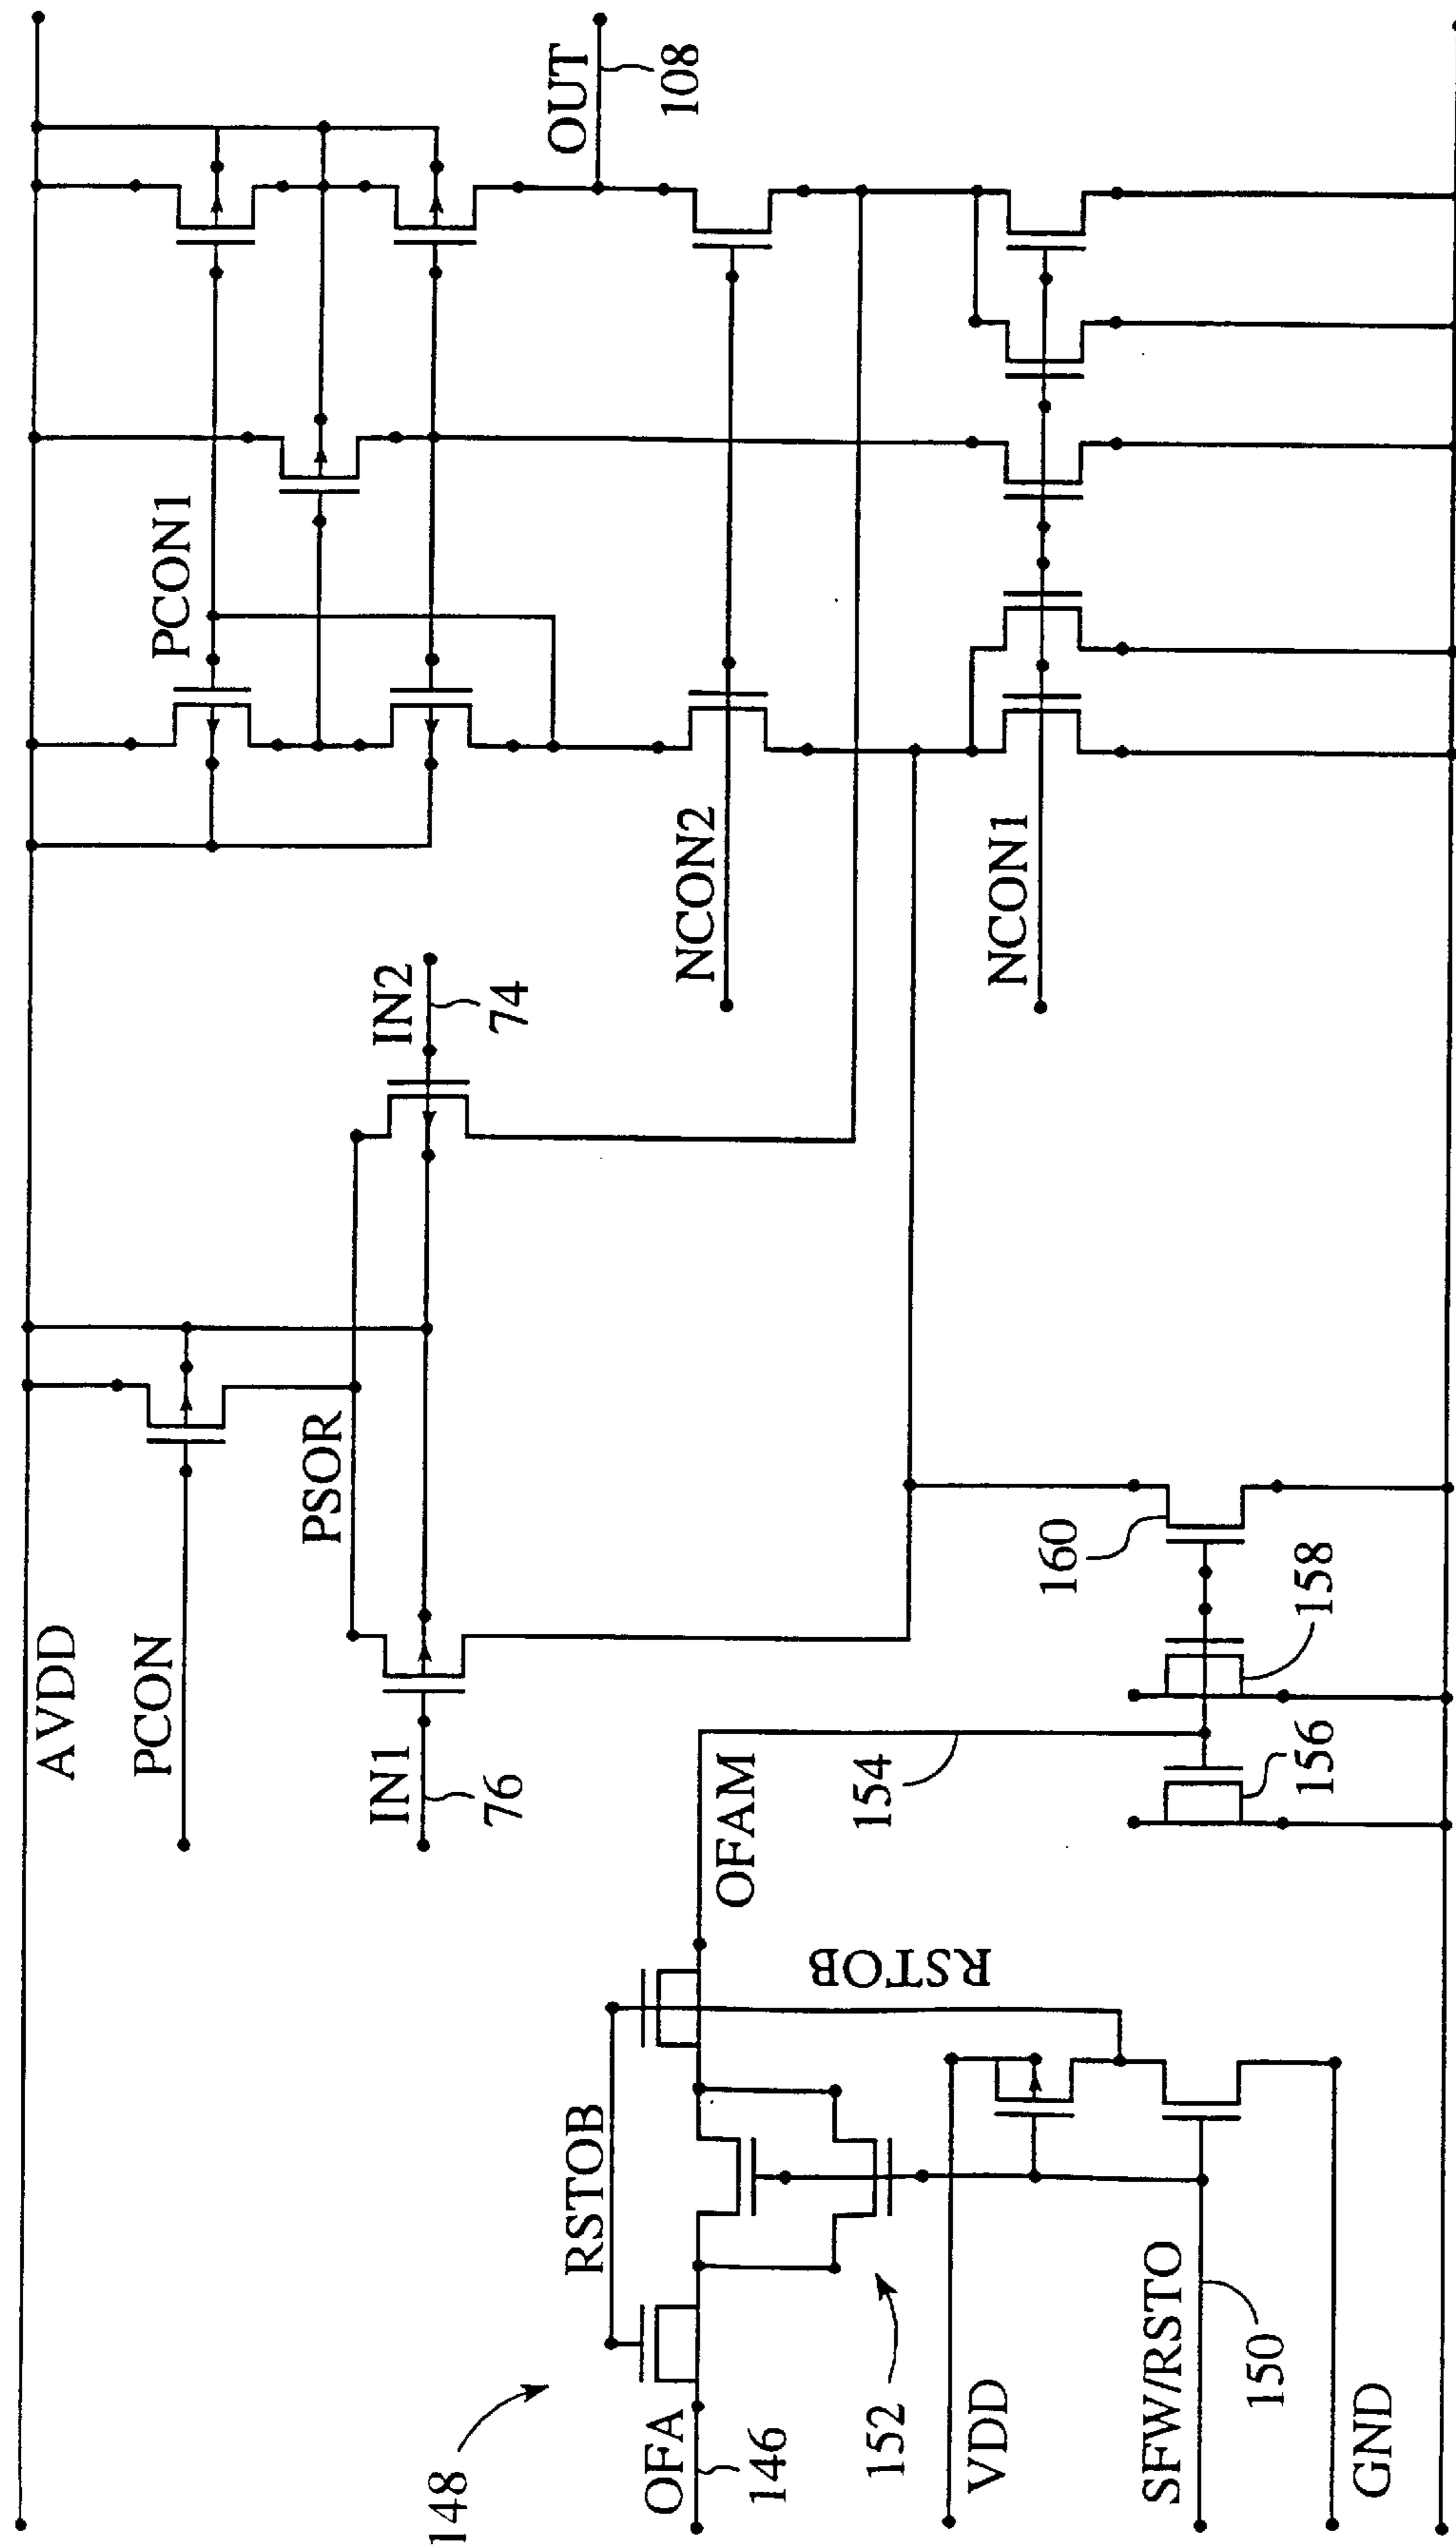 AVDD
PCON
PSOR
IN1
76
IN2
74
PCON1
OUT
108
NCON2
NCON1
148
OFA
146
RSTOB
152
OFAM
154
RSTOB
VDD
SFW/RSTO
150
GND
156
158
160